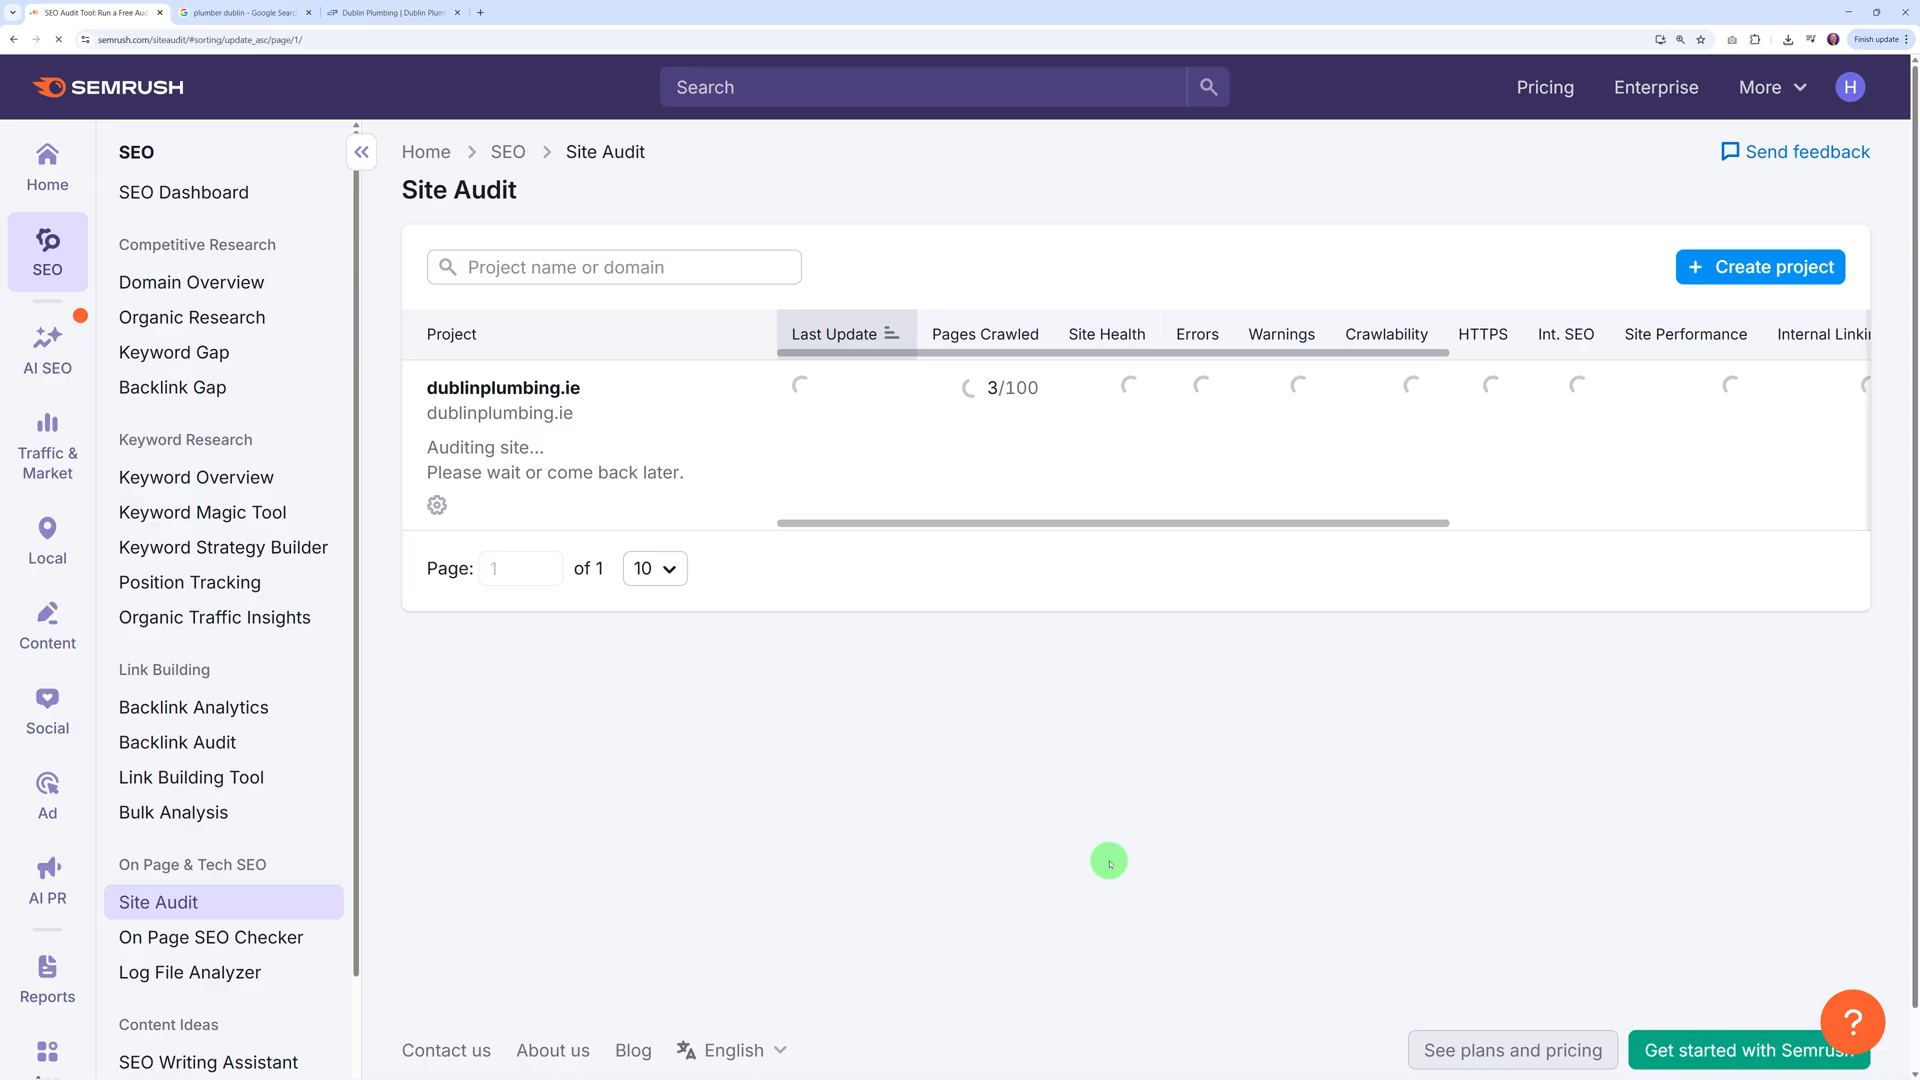 SEO Audit Tool: Run a Free Aud
plumber dublin - Google Searc
Dublin Plumbing | Dublin Plum
semrush.com/siteaudit/#sorting/update_asc/page/1/
Finish update
SEMRUSH
Search
Pricing
Enterprise
More
H
Home
SEO
AI SEO
Traffic &
Market
Local
Content
Social
Ad
AI PR
Reports
SEO
SEO Dashboard
Competitive Research
Domain Overview
Organic Research
Keyword Gap
Backlink Gap
Keyword Research
Keyword Overview
Keyword Magic Tool
Keyword Strategy Builder
Position Tracking
Organic Traffic Insights
Link Building
Backlink Analytics
Backlink Audit
Link Building Tool
Bulk Analysis
On Page & Tech SEO
Site Audit
On Page SEO Checker
Log File Analyzer
Content Ideas
SEO Writing Assistant
Home > SEO > Site Audit
Send feedback
Site Audit
Project name or domain
+ Create project
Project Last Update Pages Crawled Site Health Errors Warnings Crawlability HTTPS Int. SEO Site Performance Internal Linkin
dublinplumbing.ie 3/100
dublinplumbing.ie
Auditing site...
Please wait or come back later.
Page: 1 of 1 10
Contact us About us Blog English
See plans and pricing
Get started with Semrush
?